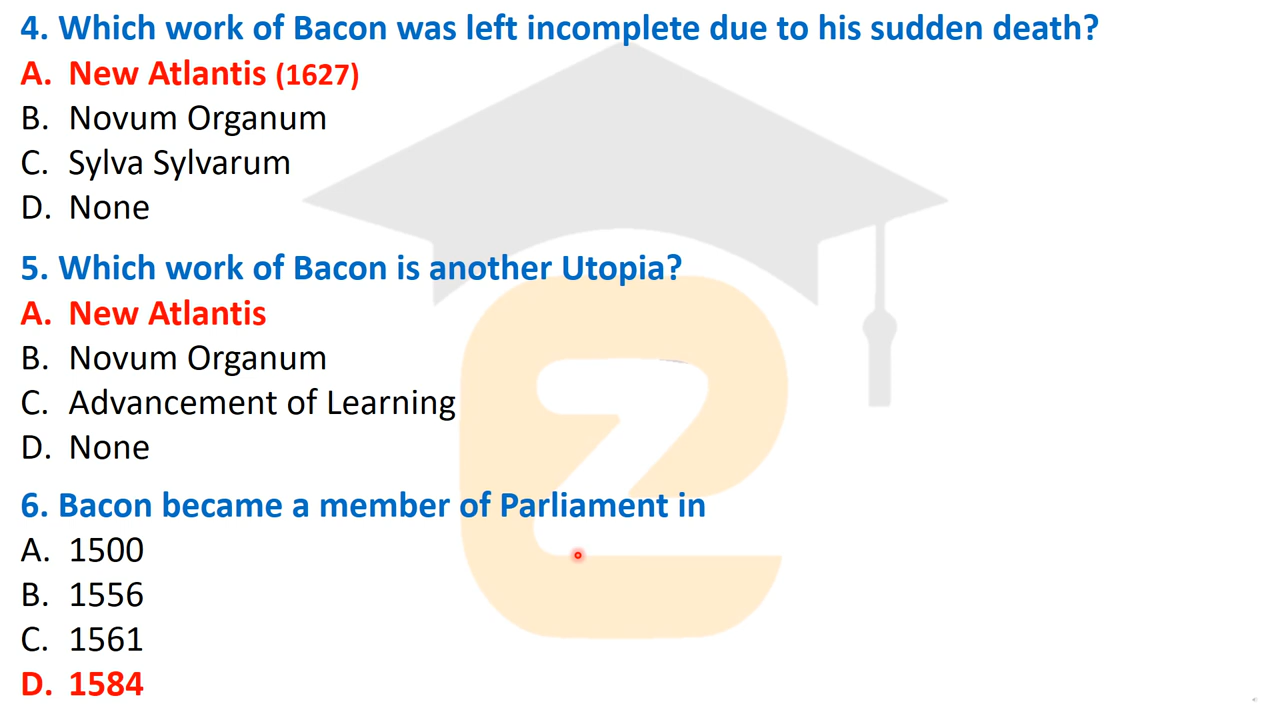 4. Which work of Bacon was left incomplete due to his sudden death?
A. New Atlantis (1627)
B. Novum Organum
C. Sylva Sylvarum
D. None
5. Which work of Bacon is another Utopia?
A. New Atlantis
B. Novum Organum
C. Advancement of Learning
D. None
6. Bacon became a member of Parliament in
A. 1500
B. 1556
C. 1561
D. 1584